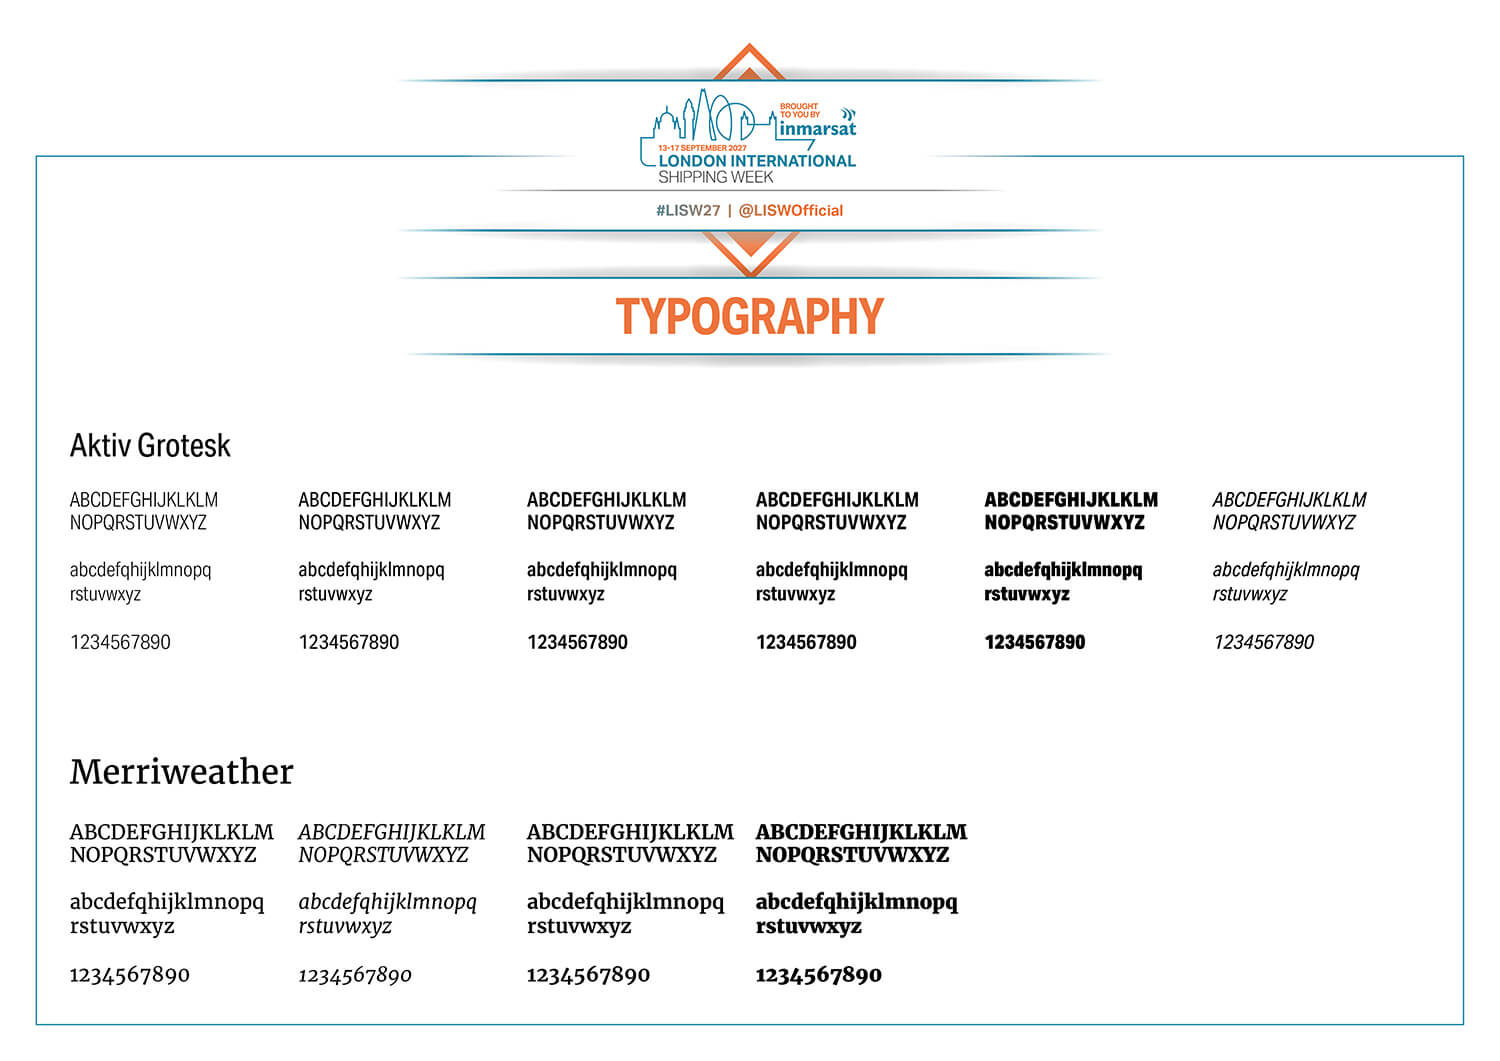 BROUGHT
TO YOU BY
inmarsat
13-17 SEPTEMBER 2027
LONDON INTERNATIONAL
SHIPPING WEEK
#LISW27 | @LISWOfficial
TYPOGRAPHY
Aktiv Grotesk
ABCDEFGHIJKLKLM
NOPQRSTUVWXYZ
abcdefqhijklmnopq
rstuvwxyz
1234567890
ABCDEFGHIJKLKLM
NOPQRSTUVWXYZ
abcdefqhijklmnopq
rstuvwxyz
1234567890
ABCDEFGHIJKLKLM
NOPQRSTUVWXYZ
abcdefqhijklmnopq
rstuvwxyz
1234567890
ABCDEFGHIJKLKLM
NOPQRSTUVWXYZ
abcdefqhijklmnopq
rstuvwxyz
1234567890
ABCDEFGHIJKLKLM
NOPQRSTUVWXYZ
abcdefqhijklmnopq
rstuvwxyz
1234567890
ABCDEFGHIJKLKLM
NOPQRSTUVWXYZ
abcdefqhijklmnopq
rstuvwxyz
1234567890
Merriweather
ABCDEFGHIJKLKLM
NOPQRSTUVWXYZ
abcdefqhijklmnopq
rstuvwxyz
1234567890
ABCDEFGHIJKLKLM
NOPQRSTUVWXYZ
abcdefqhijklmnopq
rstuvwxyz
1234567890
ABCDEFGHIJKLKLM
NOPQRSTUVWXYZ
abcdefqhijklmnopq
rstuvwxyz
1234567890
ABCDEFGHIJKLKLM
NOPQRSTUVWXYZ
abcdefqhijklmnopq
rstuvwxyz
1234567890